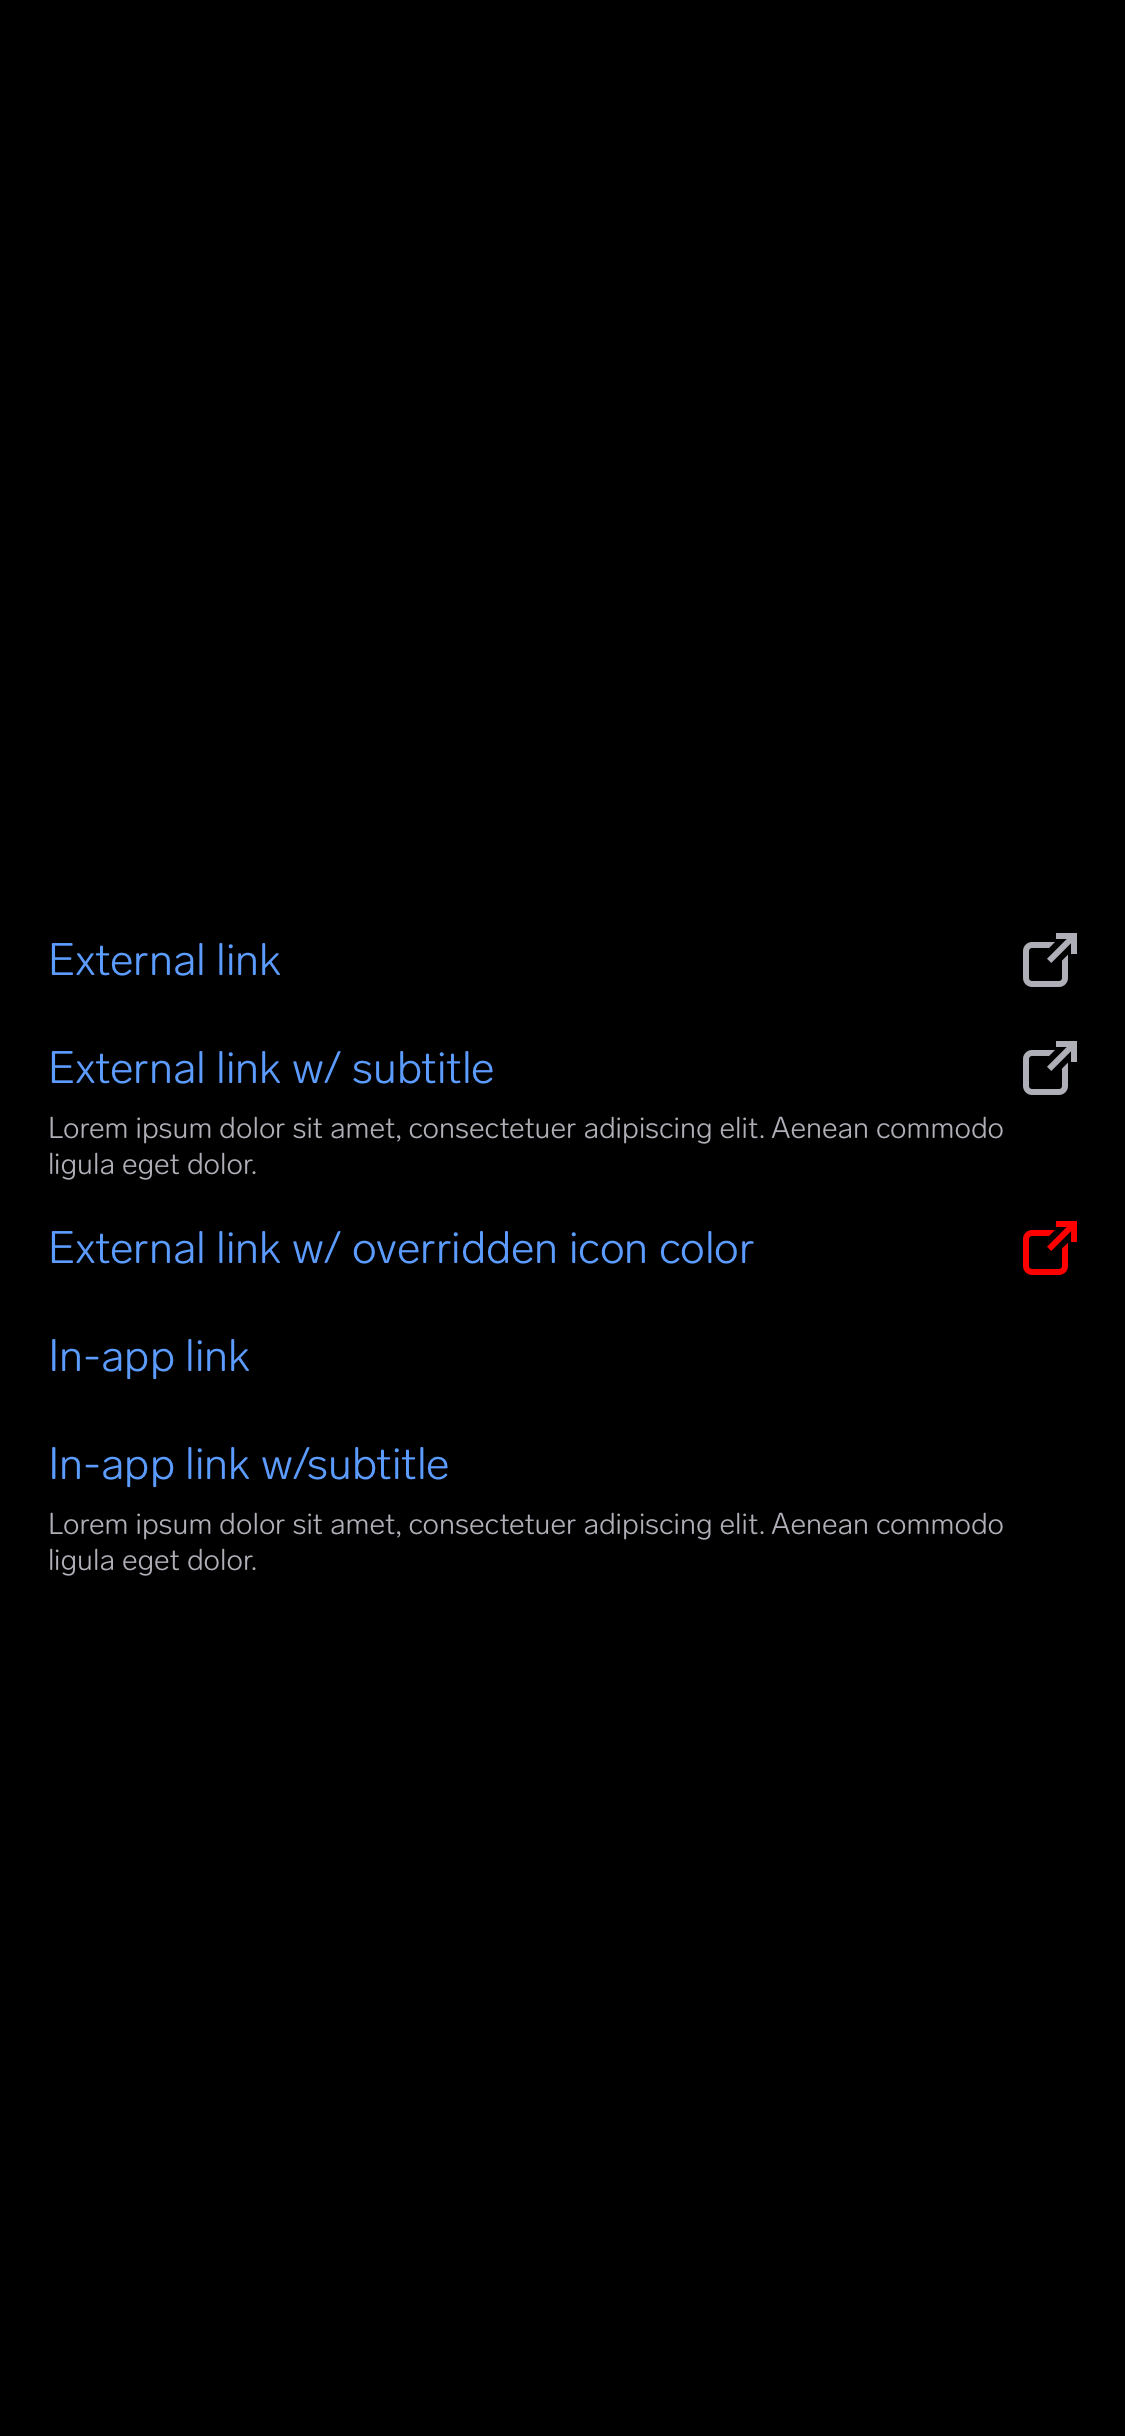 External link
External link w/ subtitle
Lorem ipsum dolor sit amet, consectetuer adipiscing elit. Aenean commodo
ligula eget dolor.
External link w/ overridden icon color
In-app link
In-app link w/subtitle
Lorem ipsum dolor sit amet, consectetuer adipiscing elit. Aenean commodo
ligula eget dolor.